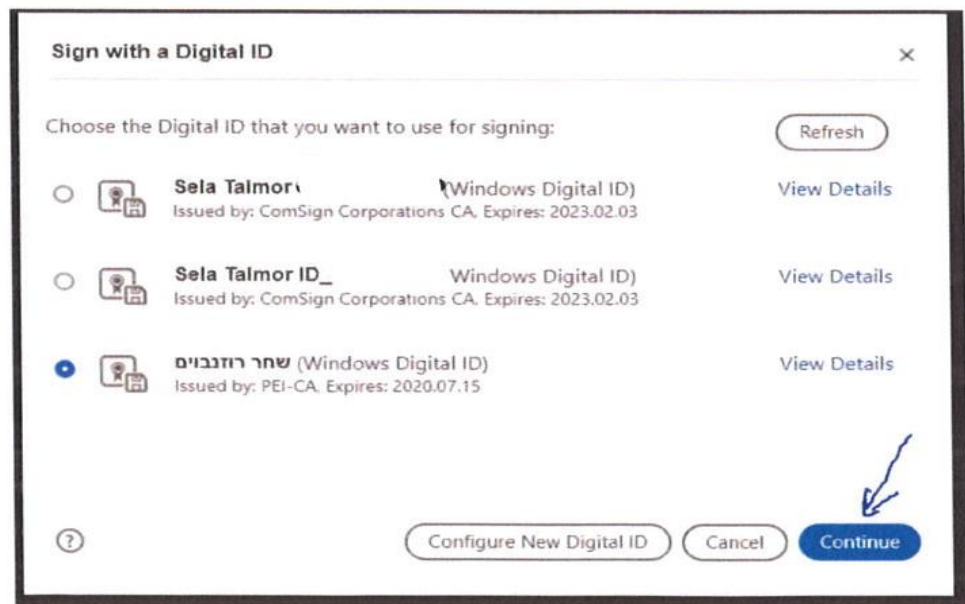 Sign with a Digital ID
Choose the Digital ID that you want to use for signing:
Refresh
Sela Talmor (Windows Digital ID)
View Details
Issued by: ComSign Corporations CA, Expires: 2023.02.03
Sela Talmor ID_ Windows Digital ID)
View Details
Issued by: ComSign Corporations CA, Expires: 2023.02.03
שחר רוזנבוים (Windows Digital ID)
View Details
Issued by: PEI-CA, Expires: 2020.07.15
Configure New Digital ID
Cancel
Continue